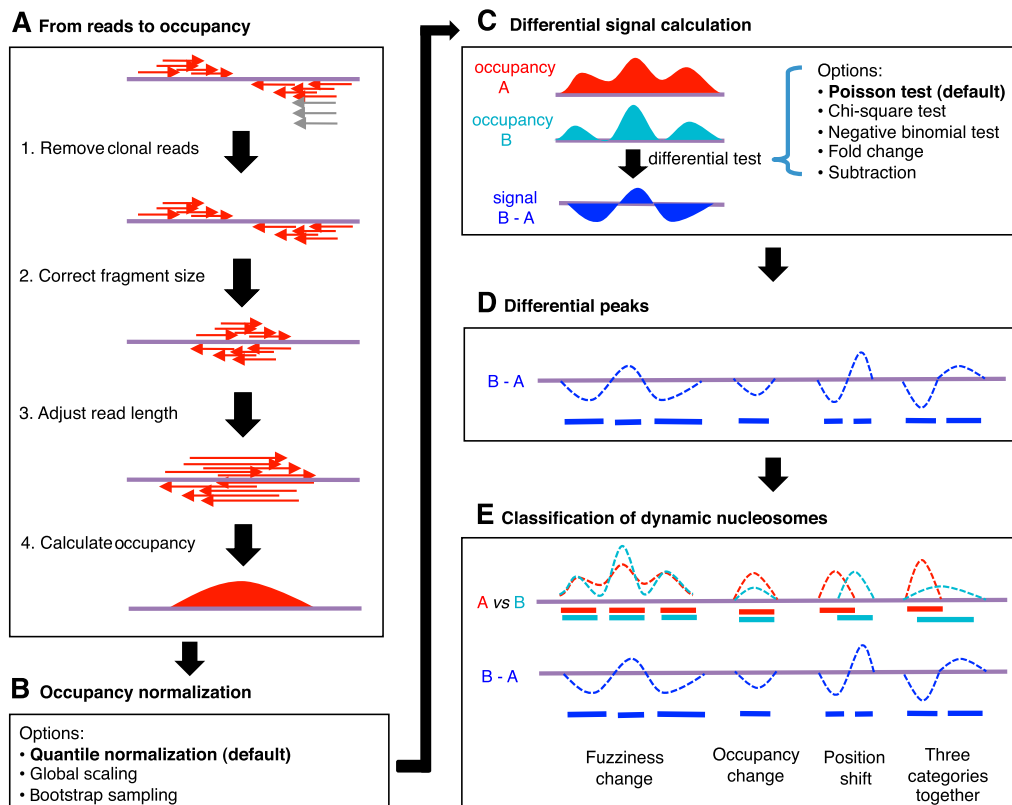 A From reads to occupancy
1. Remove clonal reads
2. Correct fragment size
3. Adjust read length
4. Calculate occupancy
B Occupancy normalization
Options:
• Quantile normalization (default)
• Global scaling
• Bootstrap sampling
C Differential signal calculation
occupancy
A
occupancy
B
differential test
signal
B - A
Options:
• Poisson test (default)
• Chi-square test
• Negative binomial test
• Fold change
• Subtraction
D Differential peaks
B - A
E Classification of dynamic nucleosomes
A vs B
B - A
Fuzziness
change
Occupancy
change
Position
shift
Three
categories
together